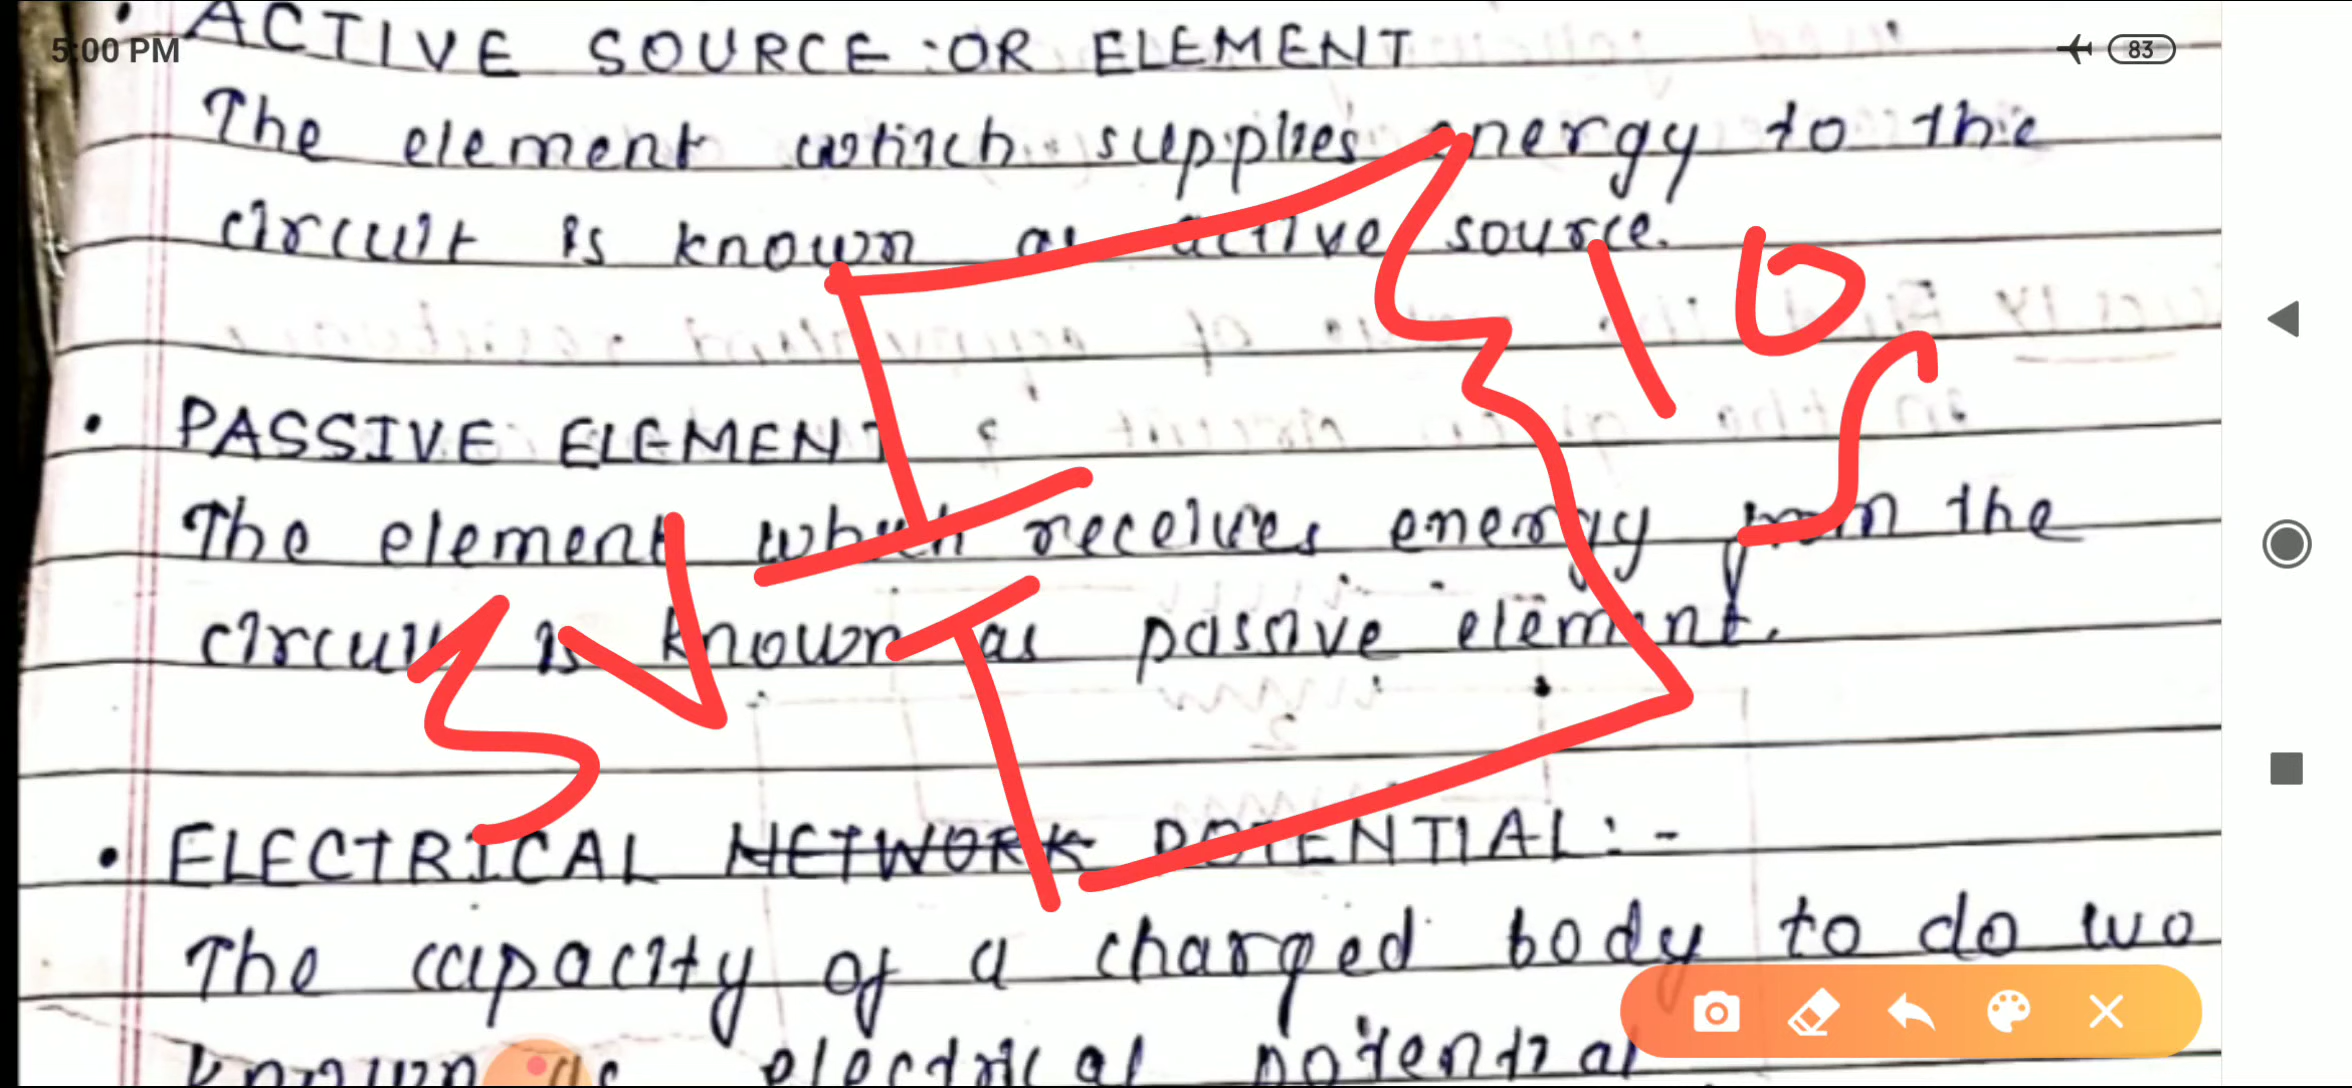 5:00 PM
83
• ACTIVE SOURCE OR ELEMENT
The element which supplies energy to the
circuit is known as active source.
10
• PASSIVE ELEMENT
The element which receives energy from the
circuit is known as passive element.
• ELECTRICAL NETWORK POTENTIAL:-
The capacity of a charged body to do wo
known as electrical potential